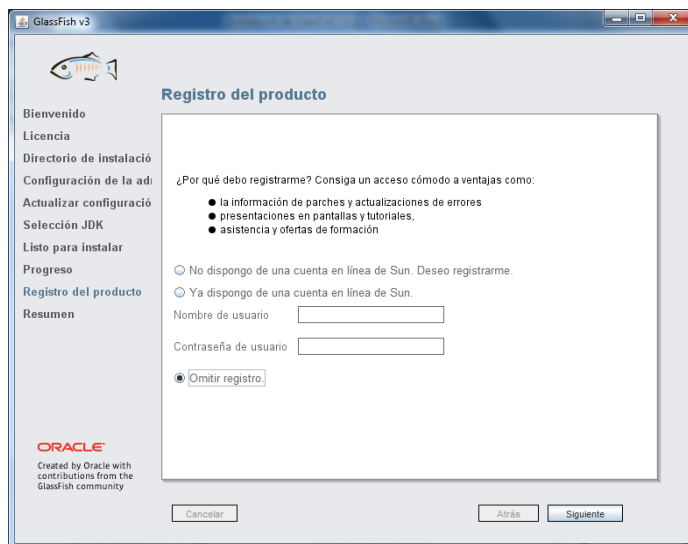 GlassFish v3
Registro del producto
Bienvenido
Licencia
Directorio de instalació
Configuración de la adı
Actualizar configuració
Selección JDK
Listo para instalar
Progreso
Registro del producto
Resumen
¿Por qué debo registrarme? Consiga un acceso cómodo a ventajas como:
● la información de parches y actualizaciones de errores
● presentaciones en pantallas y tutoriales,
● asistencia y ofertas de formación
No dispongo de una cuenta en línea de Sun. Deseo registrarme.
Ya dispongo de una cuenta en línea de Sun.
Nombre de usuario
Contraseña de usuario
Omitir registro.
ORACLE
Created by Oracle with
contributions from the
GlassFish community
Cancelar
Atrás
Siguiente